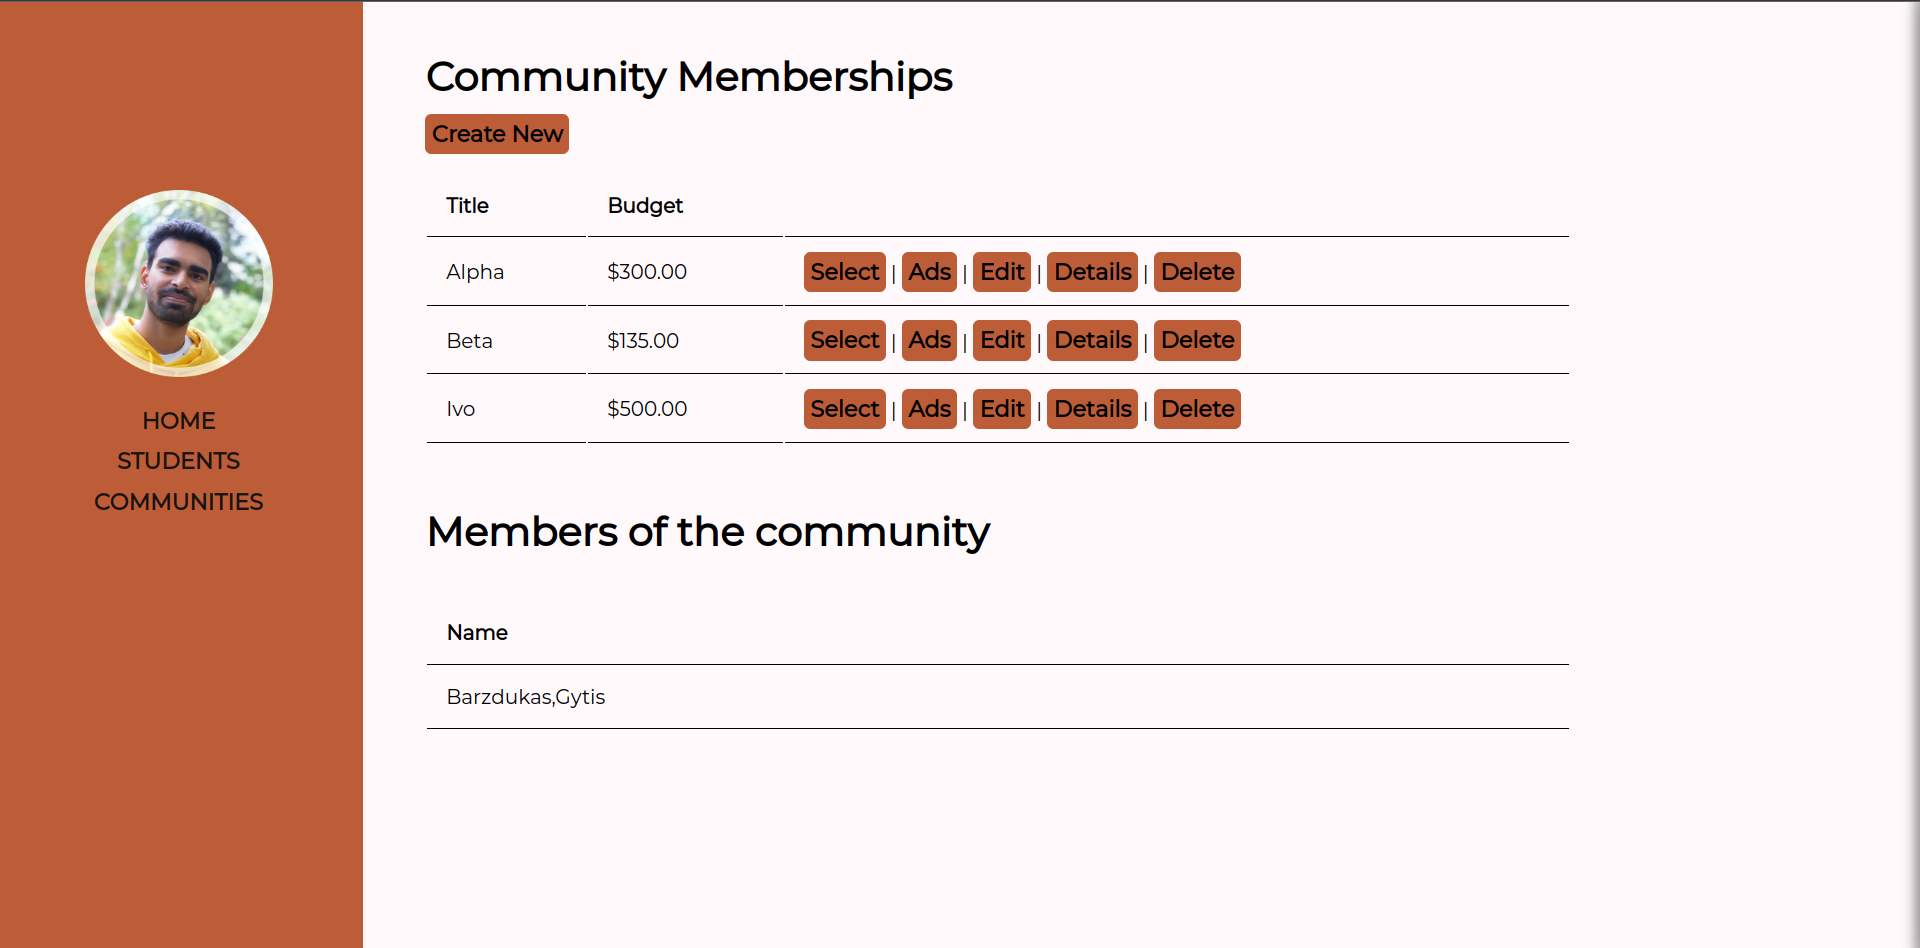 HOME
STUDENTS
COMMUNITIES
Community Memberships
Create New
Title Budget
Alpha $300.00 Select | Ads | Edit | Details | Delete
Beta $135.00 Select | Ads | Edit | Details | Delete
Ivo $500.00 Select | Ads | Edit | Details | Delete
Members of the community
Name
Barzdukas,Gytis